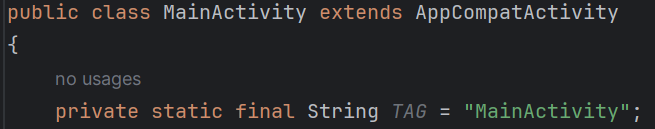 public class MainActivity extends AppCompatActivity
{
no usages
private static final String TAG = "MainActivity";